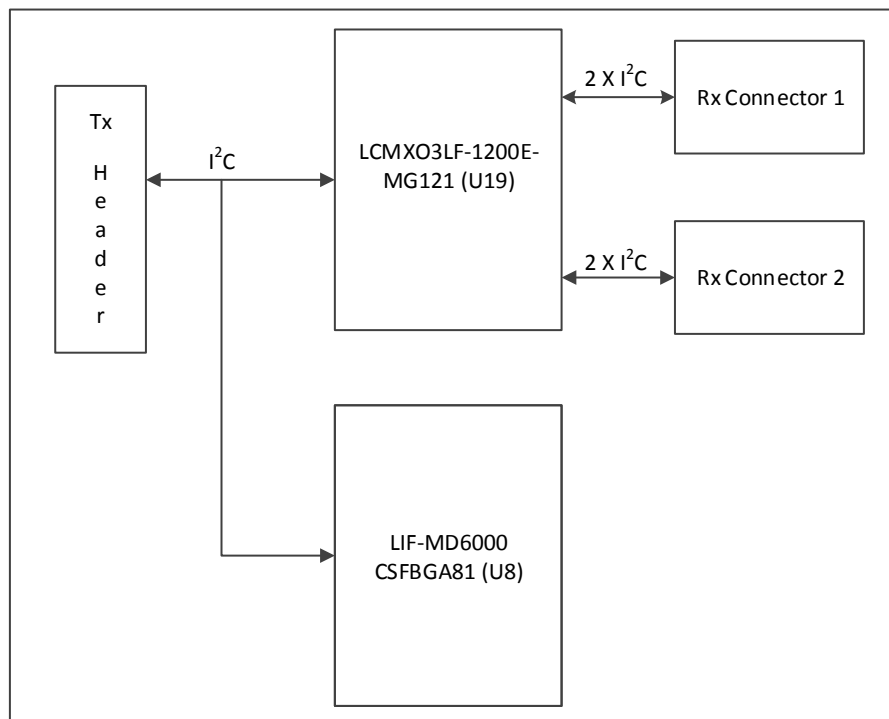 Tx
Header
I²C
LCMXO3LF-1200E-
MG121 (U19)
2 X I²C
Rx Connector 1
2 X I²C
Rx Connector 2
LIF-MD6000
CSFBGA81 (U8)